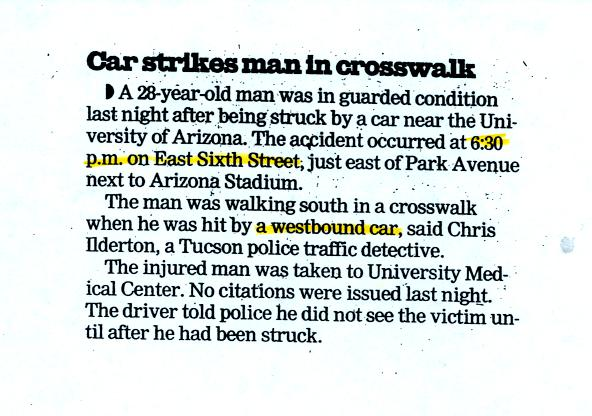 Car strikes man in crosswalk
◗ A 28-year-old man was in guarded condition
last night after being struck by a car near the Uni-
versity of Arizona. The accident occurred at 6:30
p.m. on East Sixth Street, just east of Park Avenue
next to Arizona Stadium.
The man was walking south in a crosswalk
when he was hit by a westbound car, said Chris
Ilderton, a Tucson police traffic detective.
The injured man was taken to University Med-
ical Center. No citations were issued last night.
The driver told police he did not see the victim un-
til after he had been struck.